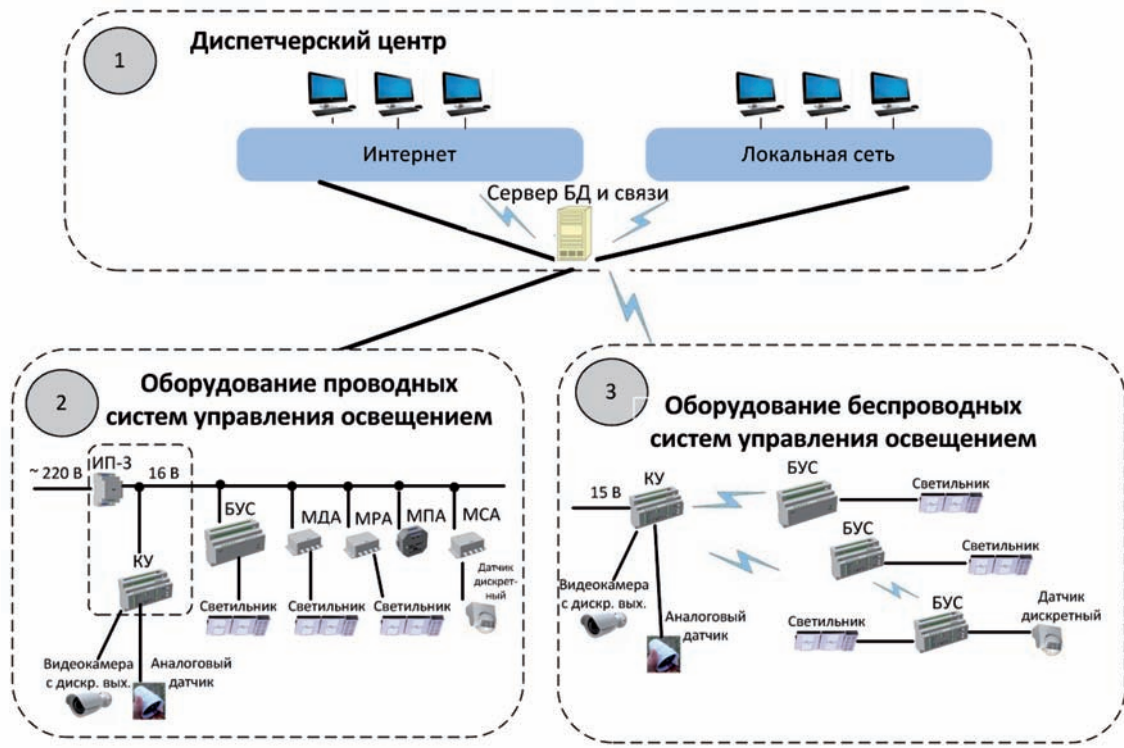 1
Диспетчерский центр
Интернет
Локальная сеть
Сервер БД и связи
2
Оборудование проводных
систем управления освещением
~ 220 В
ИП-3
16 В
БУС
МДА
МРА
МПА
МСА
КУ
Датчик
дискрет-
ный
Светильник
Светильник
Светильник
Видеокамера
с дискр. вых.
Аналоговый
датчик
3
Оборудование беспроводных
систем управления освещением
15 В
КУ
БУС
Светильник
БУС
Светильник
Видеокамера
с дискр. вых.
Аналоговый
датчик
Светильник
БУС
Датчик
дискретный